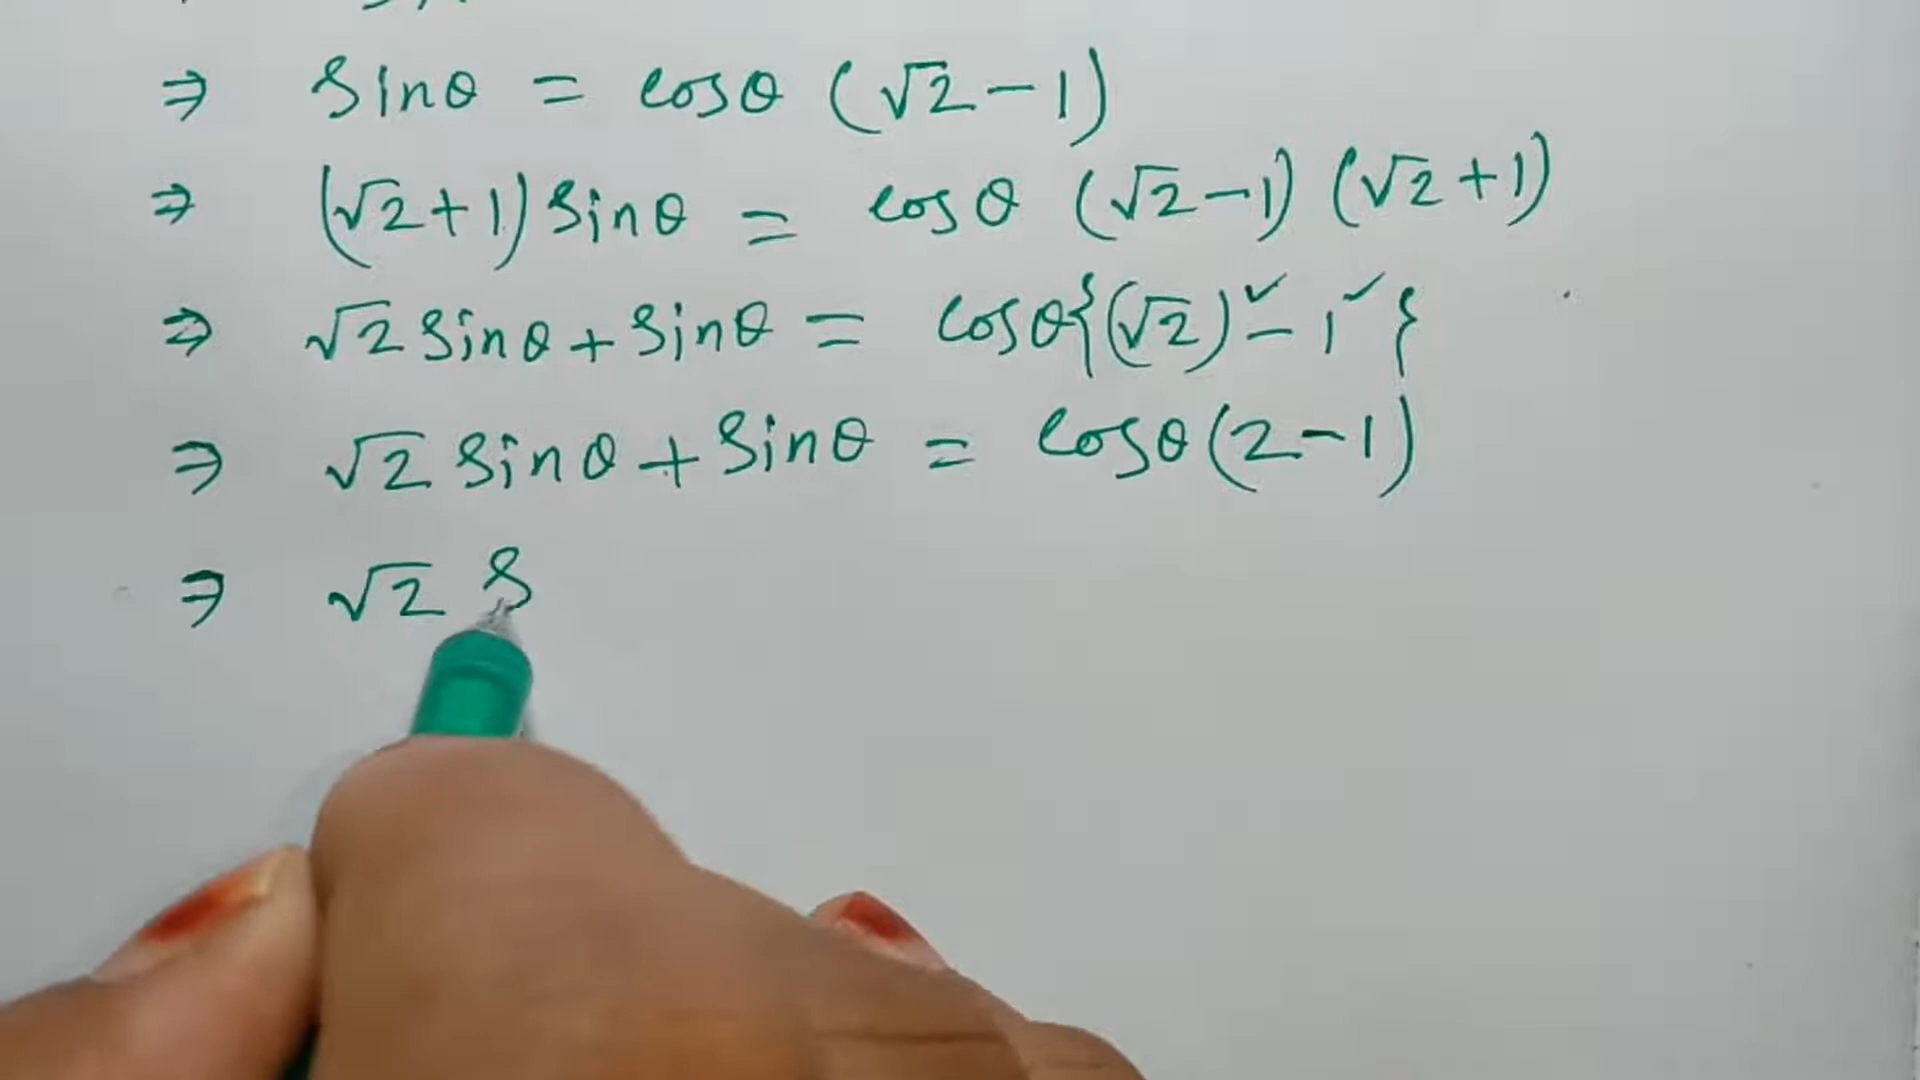 ⇒ sinθ = cosθ (√2 − 1)
⇒ (√2 + 1) sinθ = cosθ (√2 − 1) (√2 + 1)
⇒ √2 sinθ + sinθ = cosθ {(√2)² − 1²}
⇒ √2 sinθ + sinθ = cosθ (2 − 1)
⇒ √2 s